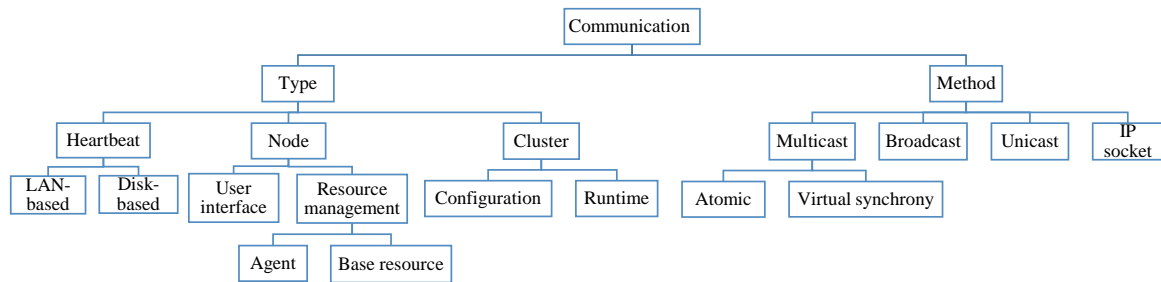 Communication
Type
Method
Heartbeat
Node
Cluster
Multicast
Broadcast
Unicast
IP
socket
LAN-
based
Disk-
based
User
interface
Resource
management
Configuration
Runtime
Atomic
Virtual synchrony
Agent
Base resource